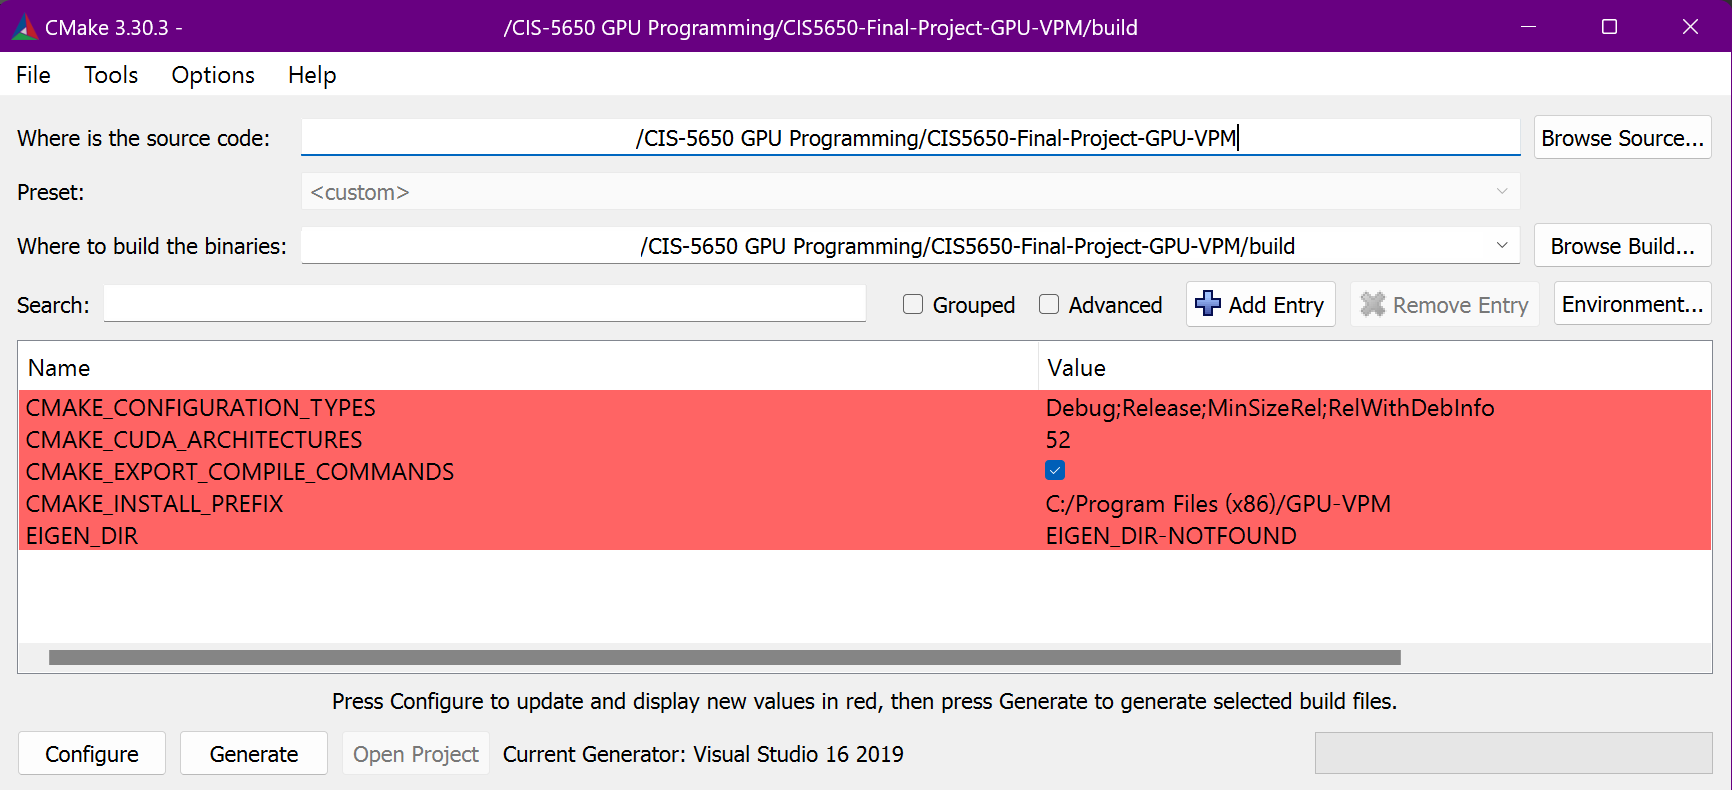 CMake 3.30.3 - /CIS-5650 GPU Programming/CIS5650-Final-Project-GPU-VPM/build
File Tools Options Help
Where is the source code: /CIS-5650 GPU Programming/CIS5650-Final-Project-GPU-VPM Browse Source...
Preset: <custom>
Where to build the binaries: /CIS-5650 GPU Programming/CIS5650-Final-Project-GPU-VPM/build Browse Build...
Search: Grouped Advanced Add Entry Remove Entry Environment...
Name Value
CMAKE_CONFIGURATION_TYPES Debug;Release;MinSizeRel;RelWithDebInfo
CMAKE_CUDA_ARCHITECTURES 52
CMAKE_EXPORT_COMPILE_COMMANDS
CMAKE_INSTALL_PREFIX C:/Program Files (x86)/GPU-VPM
EIGEN_DIR EIGEN_DIR-NOTFOUND
Press Configure to update and display new values in red, then press Generate to generate selected build files.
Configure Generate Open Project Current Generator: Visual Studio 16 2019